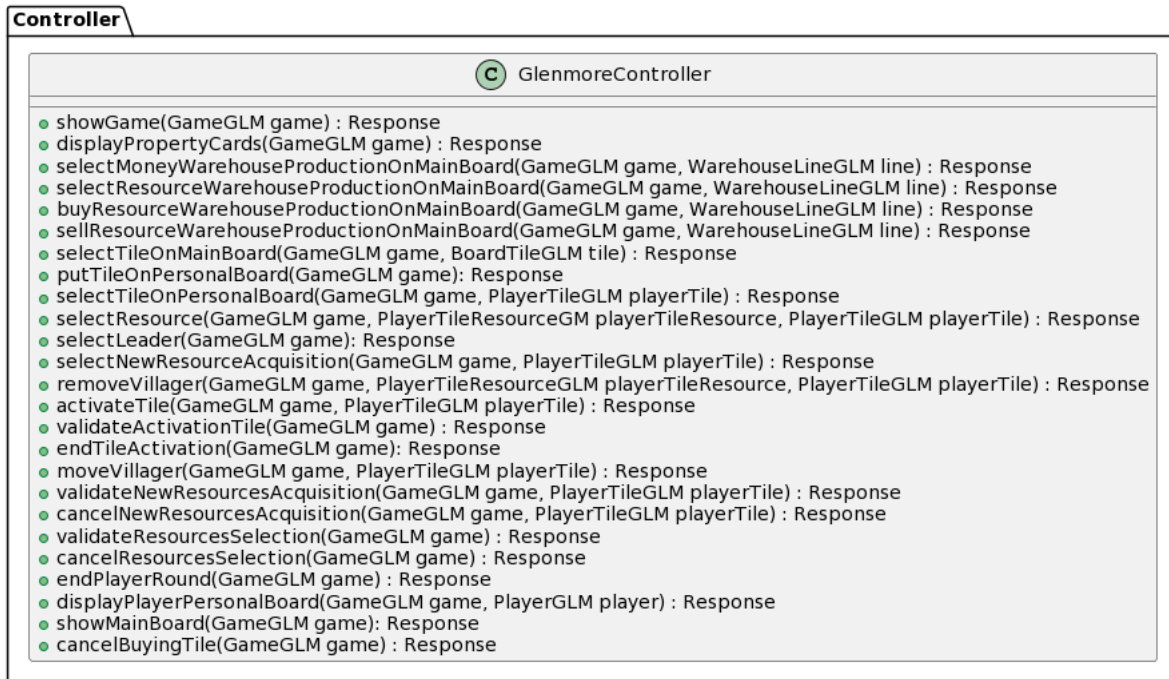 Controller
C GlenmoreController
showGame(GameGLM game) : Response
displayPropertyCards(GameGLM game) : Response
selectMoneyWarehouseProductionOnMainBoard(GameGLM game, WarehouseLineGLM line) : Response
selectResourceWarehouseProductionOnMainBoard(GameGLM game, WarehouseLineGLM line) : Response
buyResourceWarehouseProductionOnMainBoard(GameGLM game, WarehouseLineGLM line) : Response
sellResourceWarehouseProductionOnMainBoard(GameGLM game, WarehouseLineGLM line) : Response
selectTileOnMainBoard(GameGLM game, BoardTileGLM tile) : Response
putTileOnPersonalBoard(GameGLM game): Response
selectTileOnPersonalBoard(GameGLM game, PlayerTileGLM playerTile) : Response
selectResource(GameGLM game, PlayerTileResourceGM playerTileResource, PlayerTileGLM playerTile) : Response
selectLeader(GameGLM game): Response
selectNewResourceAcquisition(GameGLM game, PlayerTileGLM playerTile) : Response
removeVillager(GameGLM game, PlayerTileResourceGLM playerTileResource, PlayerTileGLM playerTile) : Response
activateTile(GameGLM game, PlayerTileGLM playerTile) : Response
validateActivationTile(GameGLM game) : Response
endTileActivation(GameGLM game): Response
moveVillager(GameGLM game, PlayerTileGLM playerTile) : Response
validateNewResourcesAcquisition(GameGLM game, PlayerTileGLM playerTile) : Response
cancelNewResourcesAcquisition(GameGLM game, PlayerTileGLM playerTile) : Response
validateResourcesSelection(GameGLM game) : Response
cancelResourcesSelection(GameGLM game) : Response
endPlayerRound(GameGLM game) : Response
displayPlayerPersonalBoard(GameGLM game, PlayerGLM player) : Response
showMainBoard(GameGLM game): Response
cancelBuyingTile(GameGLM game) : Response